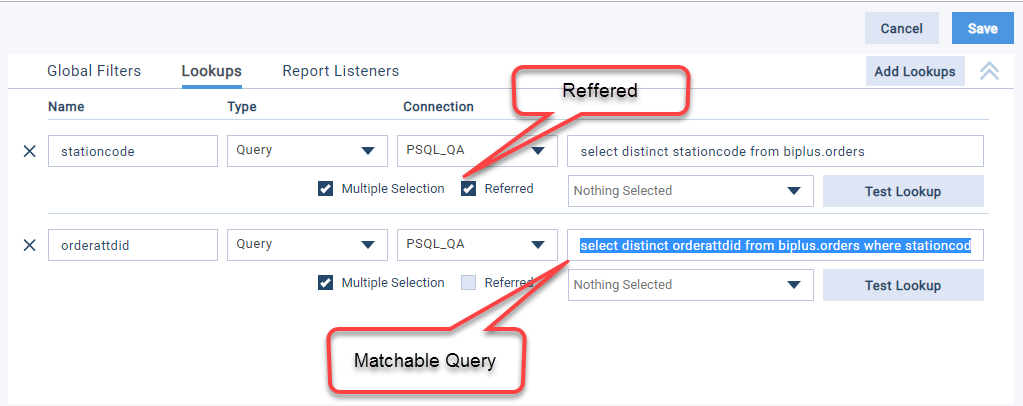 Cancel Save
Global Filters Lookups Report Listeners Add Lookups
Reffered
Name Type Connection
stationcode Query PSQL_QA select distinct stationcode from biplus.orders
Multiple Selection Referred Nothing Selected Test Lookup
orderattdid Query PSQL_QA select distinct orderattdid from biplus.orders where stationcod
Multiple Selection Referred Nothing Selected Test Lookup
Matchable Query